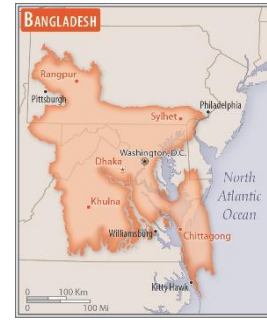 BANGLADESH
Rangpur
Pittsburgh
Philadelphia
Sylhet
Washington, D.C.
Dhaka
North
Atlantic
Ocean
Khulna
Williamsburg
Chittagong
Kitty Hawk
0 100 Km
0 100 Mi